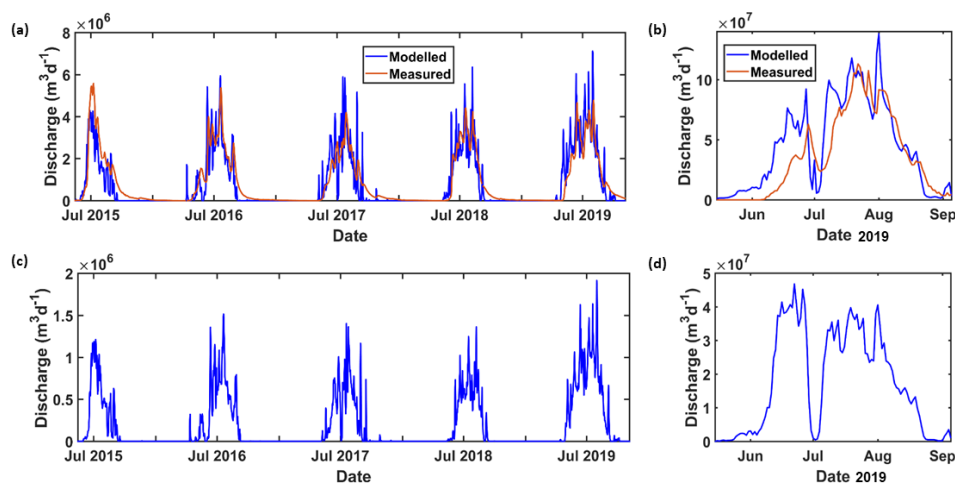 (a)
×10⁶
Discharge (m³d⁻¹)
8
6
4
2
0
Modelled
Measured
Jul 2015 Jul 2016 Jul 2017 Jul 2018 Jul 2019
Date
(b)
×10⁷
Discharge (m³d⁻¹)
10
5
0
Modelled
Measured
Jun Jul Aug Sep
Date 2019
(c)
×10⁶
Discharge (m³d⁻¹)
2
1.5
1
0.5
0
Jul 2015 Jul 2016 Jul 2017 Jul 2018 Jul 2019
Date
(d)
×10⁷
Discharge (m³d⁻¹)
5
4
3
2
1
0
Jun Jul Aug Sep
Date 2019